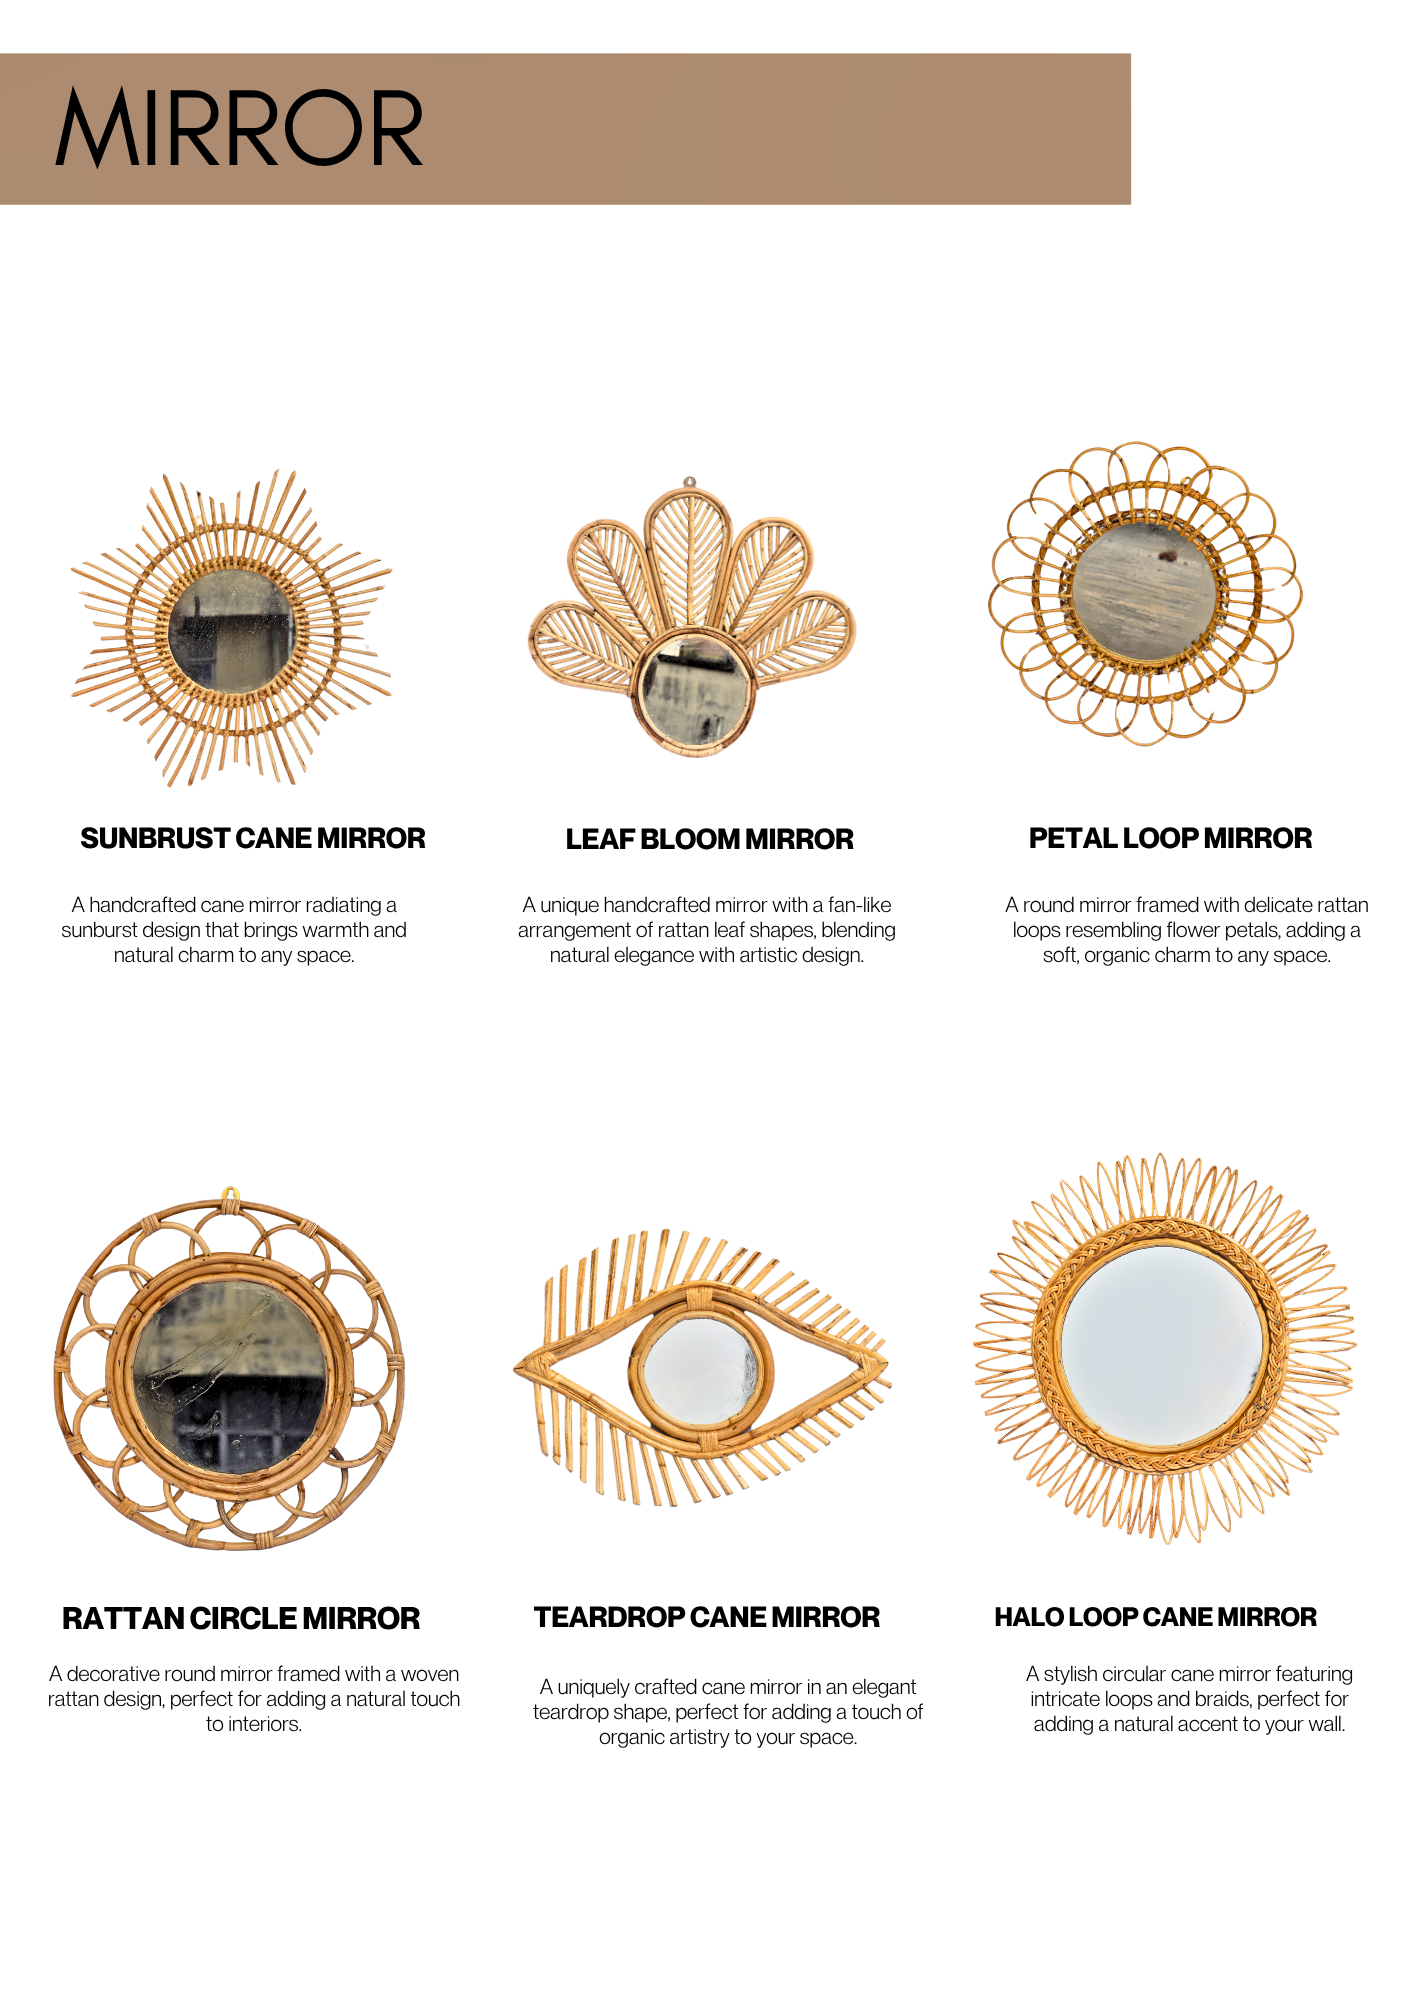 MIRROR
SUNBRUST CANE MIRROR
A handcrafted cane mirror radiating a
sunburst design that brings warmth and
natural charm to any space.
LEAF BLOOM MIRROR
A unique handcrafted mirror with a fan-like
arrangement of rattan leaf shapes, blending
natural elegance with artistic design.
PETAL LOOP MIRROR
A round mirror framed with delicate rattan
loops resembling flower petals, adding a
soft, organic charm to any space.
RATTAN CIRCLE MIRROR
A decorative round mirror framed with a woven
rattan design, perfect for adding a natural touch
to interiors.
TEARDROP CANE MIRROR
A uniquely crafted cane mirror in an elegant
teardrop shape, perfect for adding a touch of
organic artistry to your space.
HALO LOOP CANE MIRROR
A stylish circular cane mirror featuring
intricate loops and braids, perfect for
adding a natural accent to your wall.